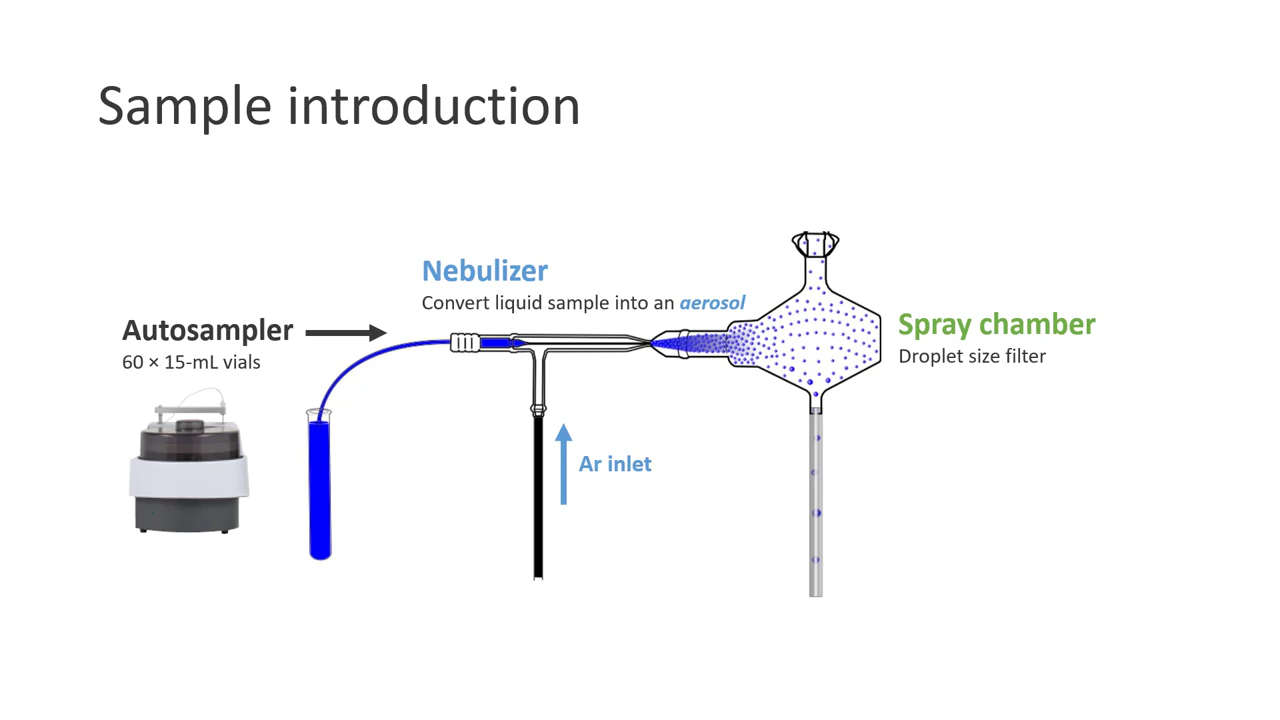 Sample introduction
Nebulizer
Convert liquid sample into an aerosol
Autosampler
60 × 15-mL vials
Spray chamber
Droplet size filter
Ar inlet